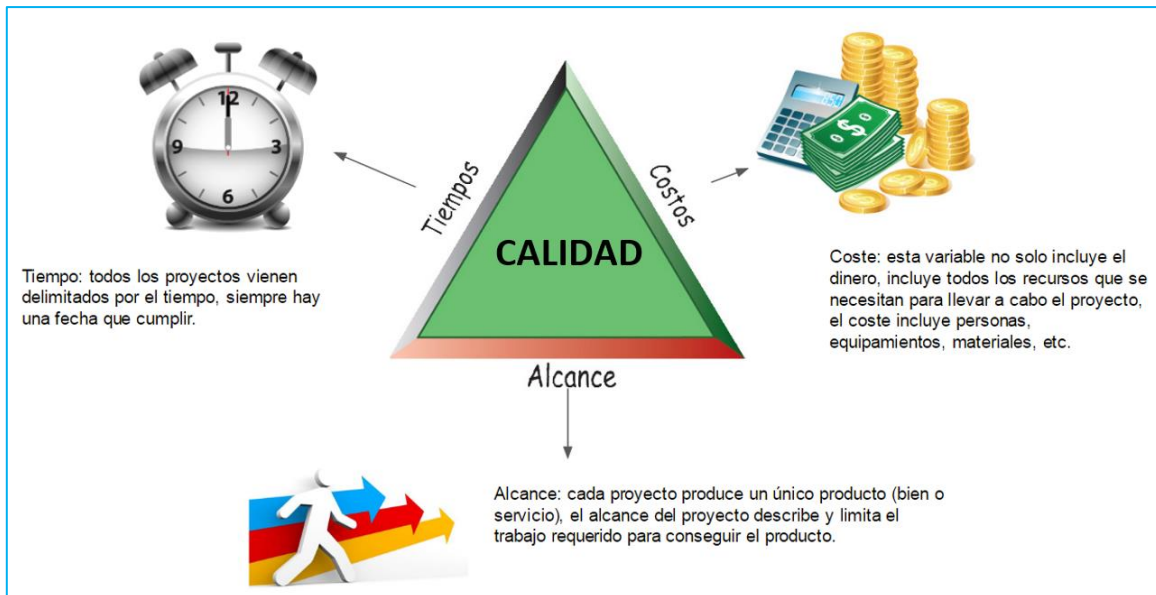 12
3
6
9
Tiempos
Costos
CALIDAD
Alcance
Tiempo: todos los proyectos vienen
delimitados por el tiempo, siempre hay
una fecha que cumplir.
Coste: esta variable no solo incluye el
dinero, incluye todos los recursos que se
necesitan para llevar a cabo el proyecto,
el coste incluye personas,
equipamientos, materiales, etc.
Alcance: cada proyecto produce un único producto (bien o
servicio), el alcance del proyecto describe y limita el
trabajo requerido para conseguir el producto.